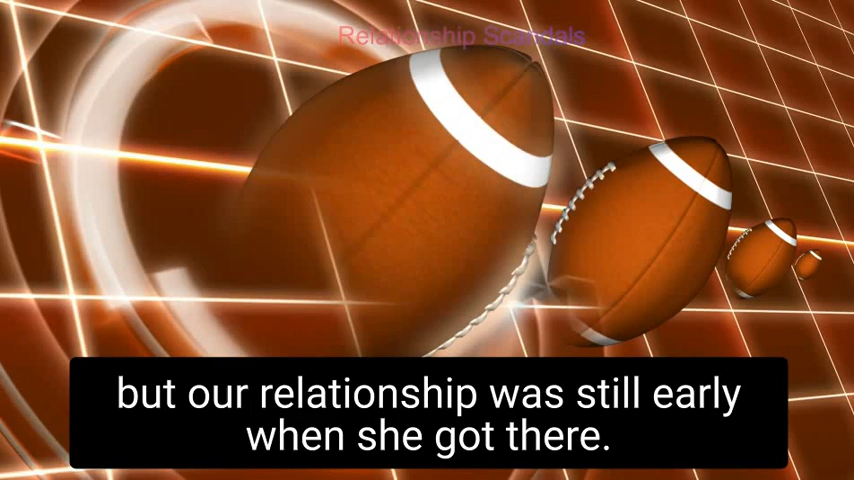 Relationship Scandals
but our relationship was still early
when she got there.